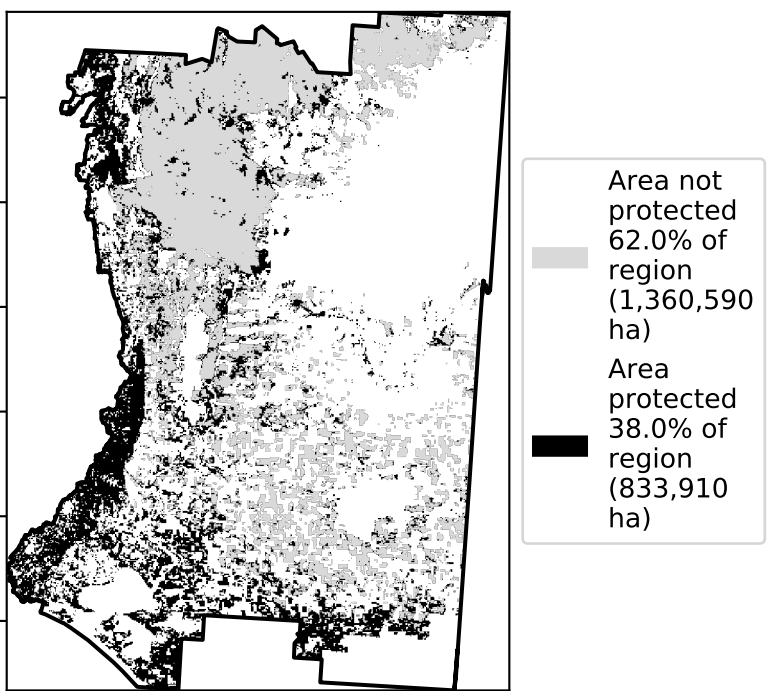 Area not
protected
62.0% of
region
(1,360,590
ha)
Area
protected
38.0% of
region
(833,910
ha)